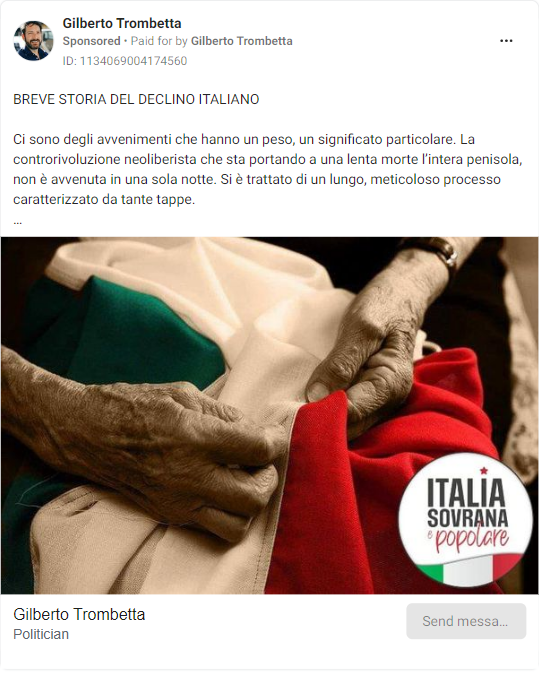 Gilberto Trombetta
Sponsored • Paid for by Gilberto Trombetta
ID: 1134069004174560
BREVE STORIA DEL DECLINO ITALIANO
Ci sono degli avvenimenti che hanno un peso, un significato particolare. La
controrivoluzione neoliberista che sta portando a una lenta morte l’intera penisola,
non è avvenuta in una sola notte. Si è trattato di un lungo, meticoloso processo
caratterizzato da tante tappe.
...
ITALIA
SOVRANA
e popolare
Gilberto Trombetta
Politician
Send messa...